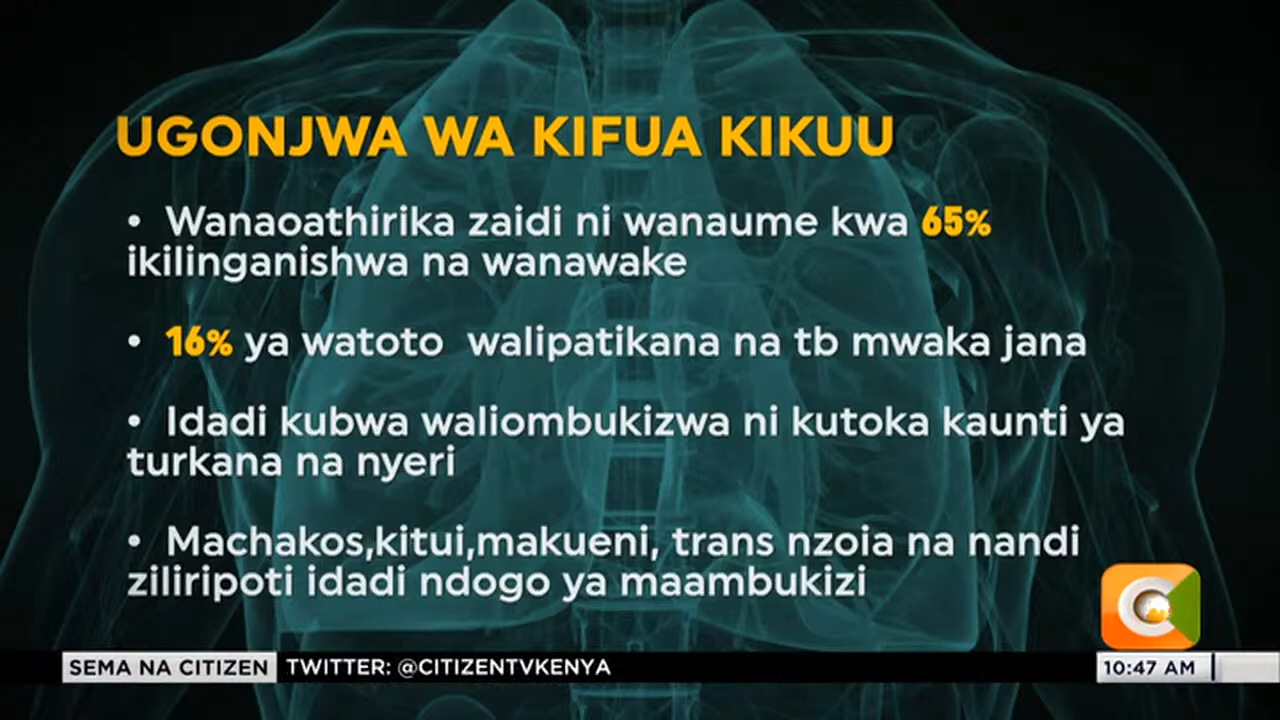 UGONJWA WA KIFUA KIKUU
• Wanaoathirika zaidi ni wanaume kwa 65%
ikilinganishwa na wanawake
• 16% ya watoto walipatikana na tb mwaka jana
• Idadi kubwa waliombukizwa ni kutoka kaunti ya
turkana na nyeri
• Machakos,kitui,makueni, trans nzoia na nandi
ziliripoti idadi ndogo ya maambukizi
SEMA NA CITIZEN TWITTER: @CITIZENTVKENYA
10:47 AM